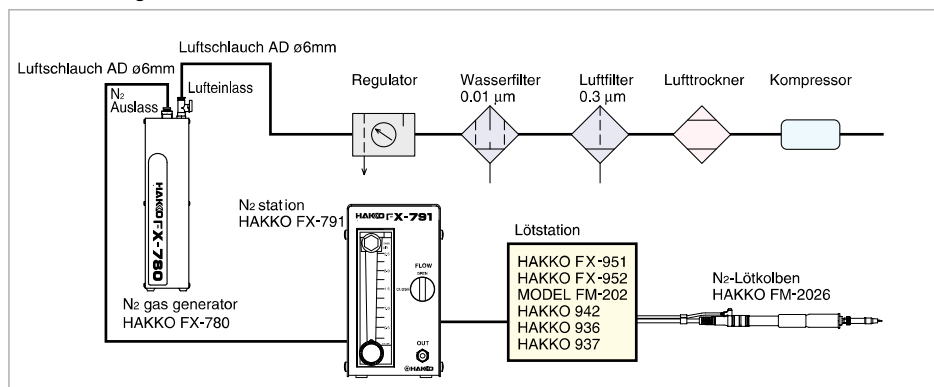 Luftschlauch AD ø6mm
Luftschlauch AD ø6mm
N₂
Auslass
Lufteinlass
Regulator
Wasserfilter
0.01 µm
Luftfilter
0.3 µm
Lufttrockner
Kompressor
HAKKO FX-780
N₂ gas generator
HAKKO FX-780
N₂ station
HAKKO FX-791
HAKKO FX-791
FLOW
OPEN
OUT
HAKKO
Lötstation
HAKKO FX-951
HAKKO FX-952
MODEL FM-202
HAKKO 942
HAKKO 936
HAKKO 937
N₂-Lötkolben
HAKKO FM-2026